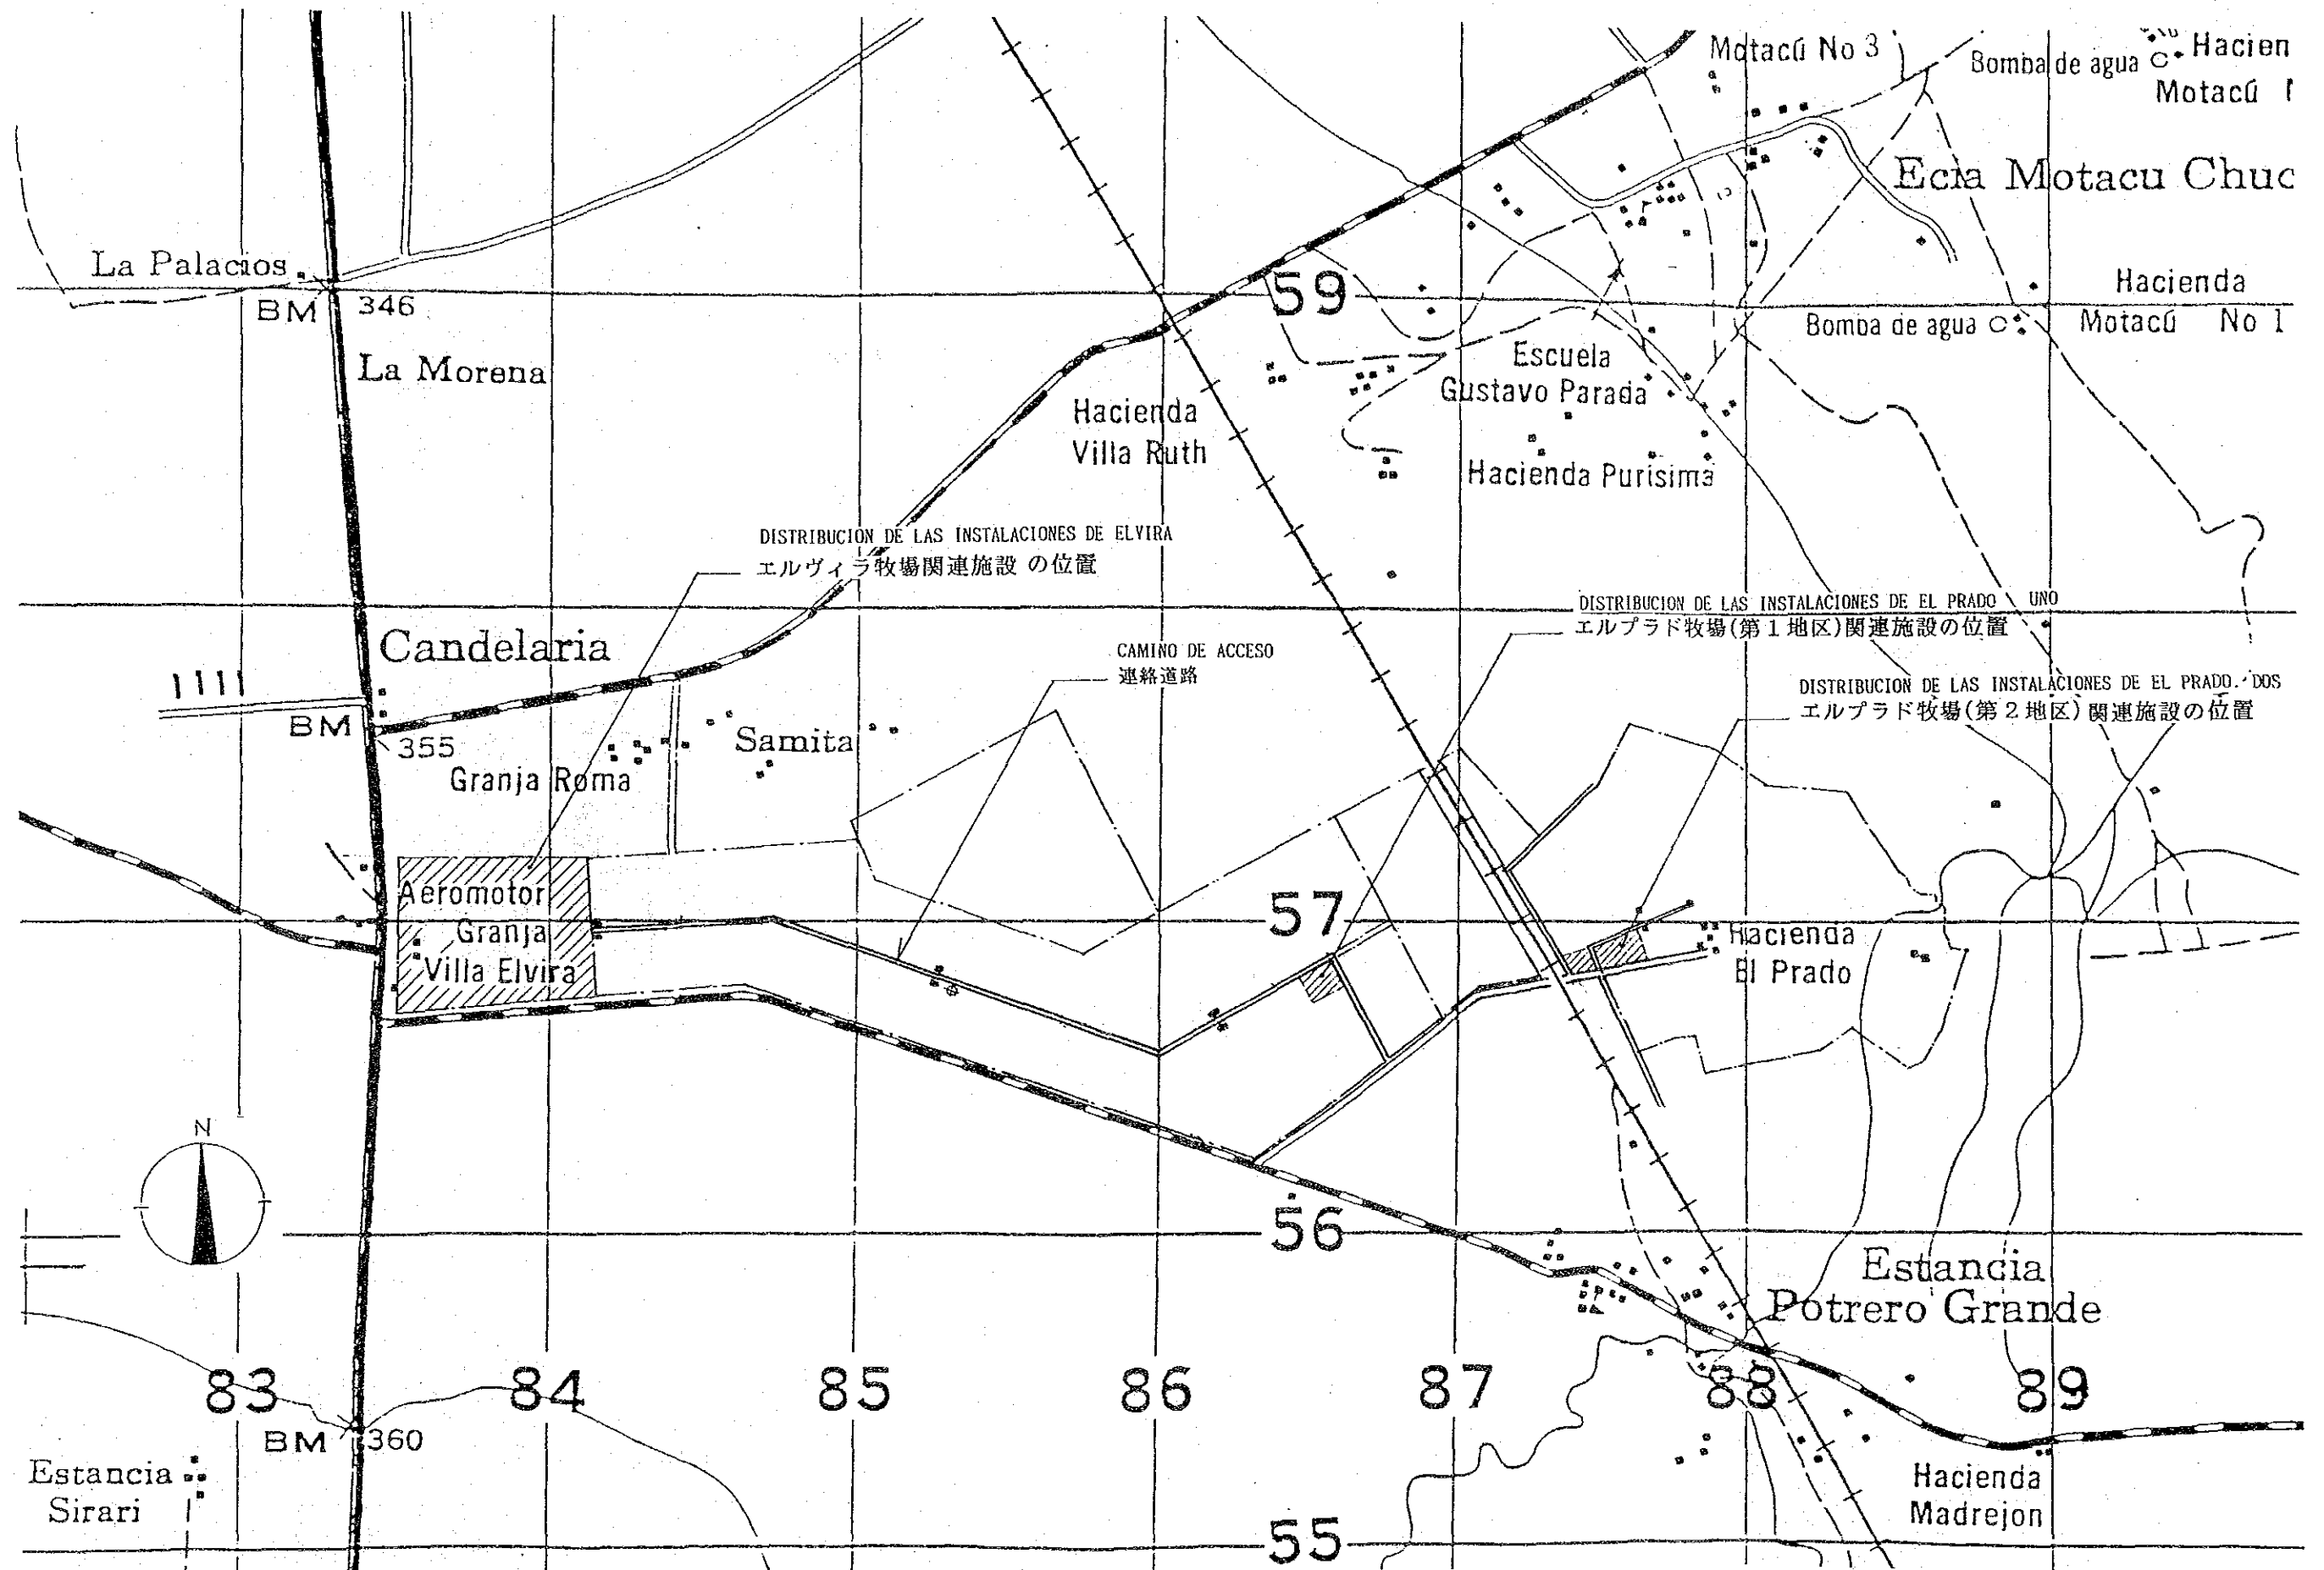 Motacú No 3
Bomba de agua
Hacien
Motacú
Ecia Motacu Chuc
La Palacios
BM 346
59
Hacienda
Motacú No 1
Bomba de agua
La Morena
Escuela
Gustavo Parada
Hacienda
Villa Ruth
Hacienda Purisima
DISTRIBUCION DE LAS INSTALACIONES DE ELVIRA
エルヴィラ牧場関連施設 の位置
DISTRIBUCION DE LAS INSTALACIONES DE EL PRADO UNO
エルプラド牧場(第1地区)関連施設の位置
Candelaria
CAMINO DE ACCESO
連絡道路
DISTRIBUCION DE LAS INSTALACIONES DE EL PRADO DOS
エルプラド牧場(第2地区)関連施設の位置
1111
BM 355
Samita
Granja Roma
Aeromotor
Granja
Villa Elvira
57
Hacienda
El Prado
N
56
Estancia
Potrero Grande
83 84 85 86 87 88 89
BM 360
Estancia
Sirari
Hacienda
Madrejon
55